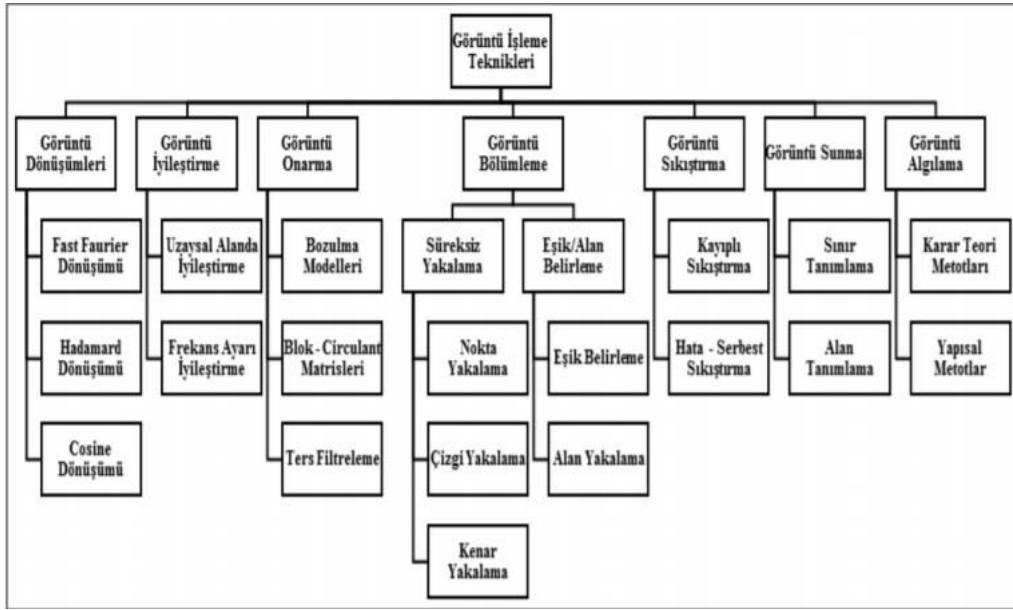 Görüntü İşleme
Teknikleri
Görüntü
Dönüşümleri
Görüntü
İyileştirme
Görüntü
Onarma
Görüntü
Bölümleme
Görüntü
Sıkıştırma
Görüntü Sunma
Görüntü
Algılama
Fast Faurier
Dönüşümü
Uzaysal Alanda
İyileştirme
Bozulma
Modelleri
Süreksiz
Yakalama
Eşik/Alan
Belirleme
Kayıplı
Sıkıştırma
Sınır
Tanımlama
Karar Teori
Metotları
Hadamard
Dönüşümü
Frekans Ayarı
İyileştirme
Blok - Circulant
Matrisleri
Nokta
Yakalama
Eşik Belirleme
Hata - Serbest
Sıkıştırma
Alan
Tanımlama
Yapısal
Metotlar
Cosine
Dönüşümü
Ters Filtreleme
Çizgi Yakalama
Alan Yakalama
Kenar
Yakalama